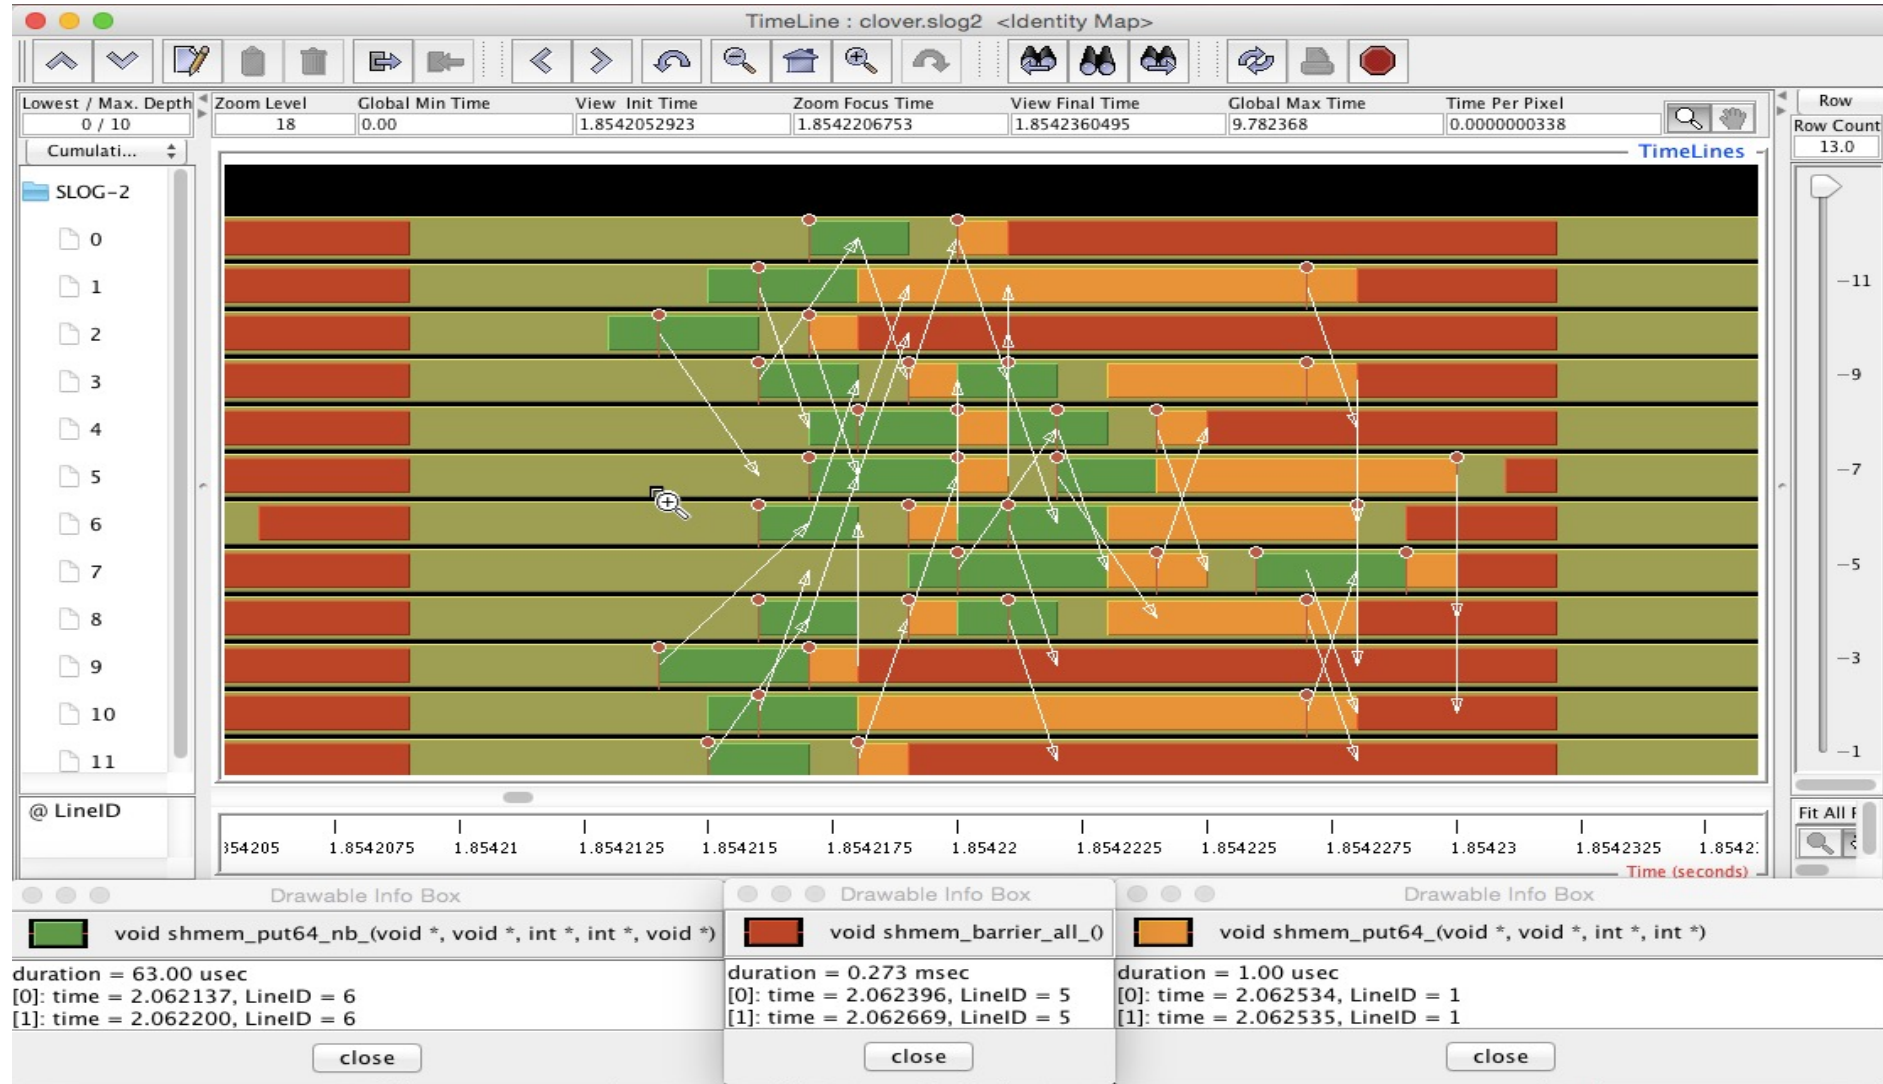 TimeLine : clover.slog2 <Identity Map>
Lowest / Max. Depth Zoom Level Global Min Time View Init Time Zoom Focus Time View Final Time Global Max Time Time Per Pixel Row
0 / 10 18 0.00 1.8542052923 1.8542206753 1.8542360495 9.782368 0.0000000338 Row Count
Cumulati... 13.0
TimeLines
SLOG-2
0
1 11
2
3 9
4
5 7
6
7 5
8
9 3
10
11 1
@ LineID
Fit All
354205 1.8542075 1.85421 1.8542125 1.854215 1.8542175 1.85422 1.8542225 1.854225 1.8542275 1.85423 1.8542325 1.8542
Time (seconds)
Drawable Info Box Drawable Info Box Drawable Info Box
void shmem_put64_nb_(void *, void *, int *, int *, void *) void shmem_barrier_all_() void shmem_put64_(void *, void *, int *, int *)
duration = 63.00 usec duration = 0.273 msec duration = 1.00 usec
[0]: time = 2.062137, LineID = 6 [0]: time = 2.062396, LineID = 5 [0]: time = 2.062534, LineID = 1
[1]: time = 2.062200, LineID = 6 [1]: time = 2.062669, LineID = 5 [1]: time = 2.062535, LineID = 1
close close close